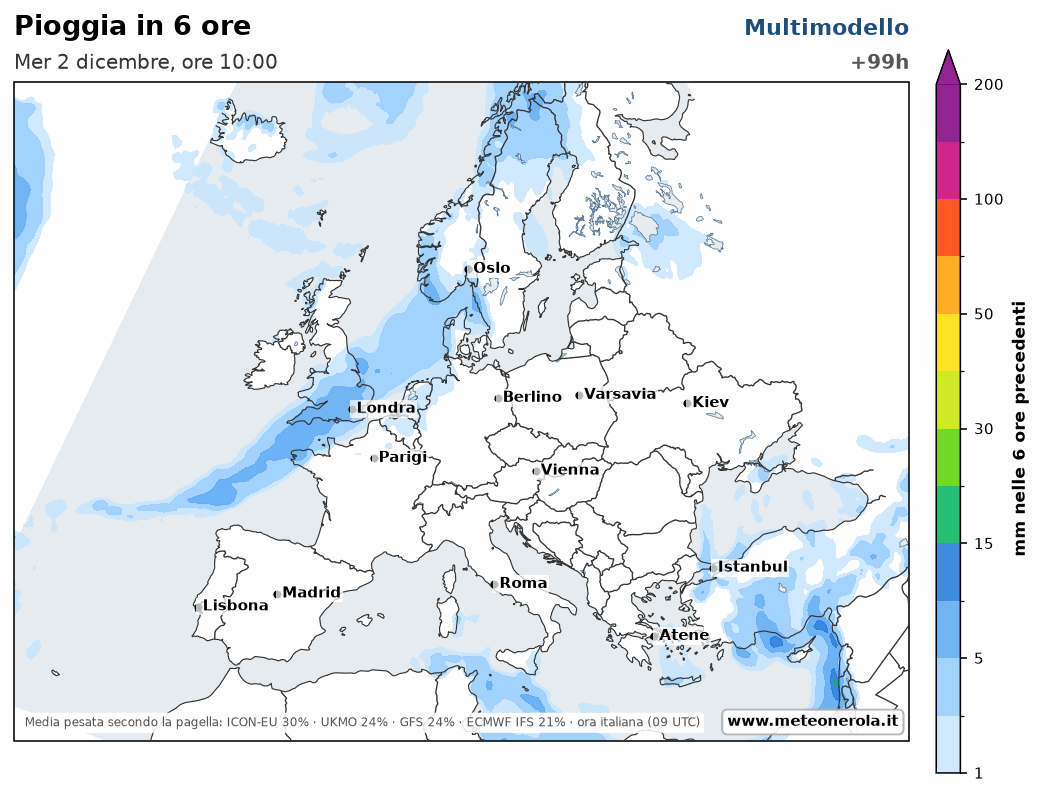 Pioggia in 6 ore
Multimodello
Mer 2 dicembre, ore 10:00
+99h
200
100
50
30
15
5
1
mm nelle 6 ore precedenti
Oslo
Londra
Berlino
Varsavia
Kiev
Parigi
Vienna
Istanbul
Roma
Madrid
Lisbona
Atene
Media pesata secondo la pagella: ICON-EU 30% · UKMO 24% · GFS 24% · ECMWF IFS 21% · ora italiana (09 UTC)
www.meteonerola.it